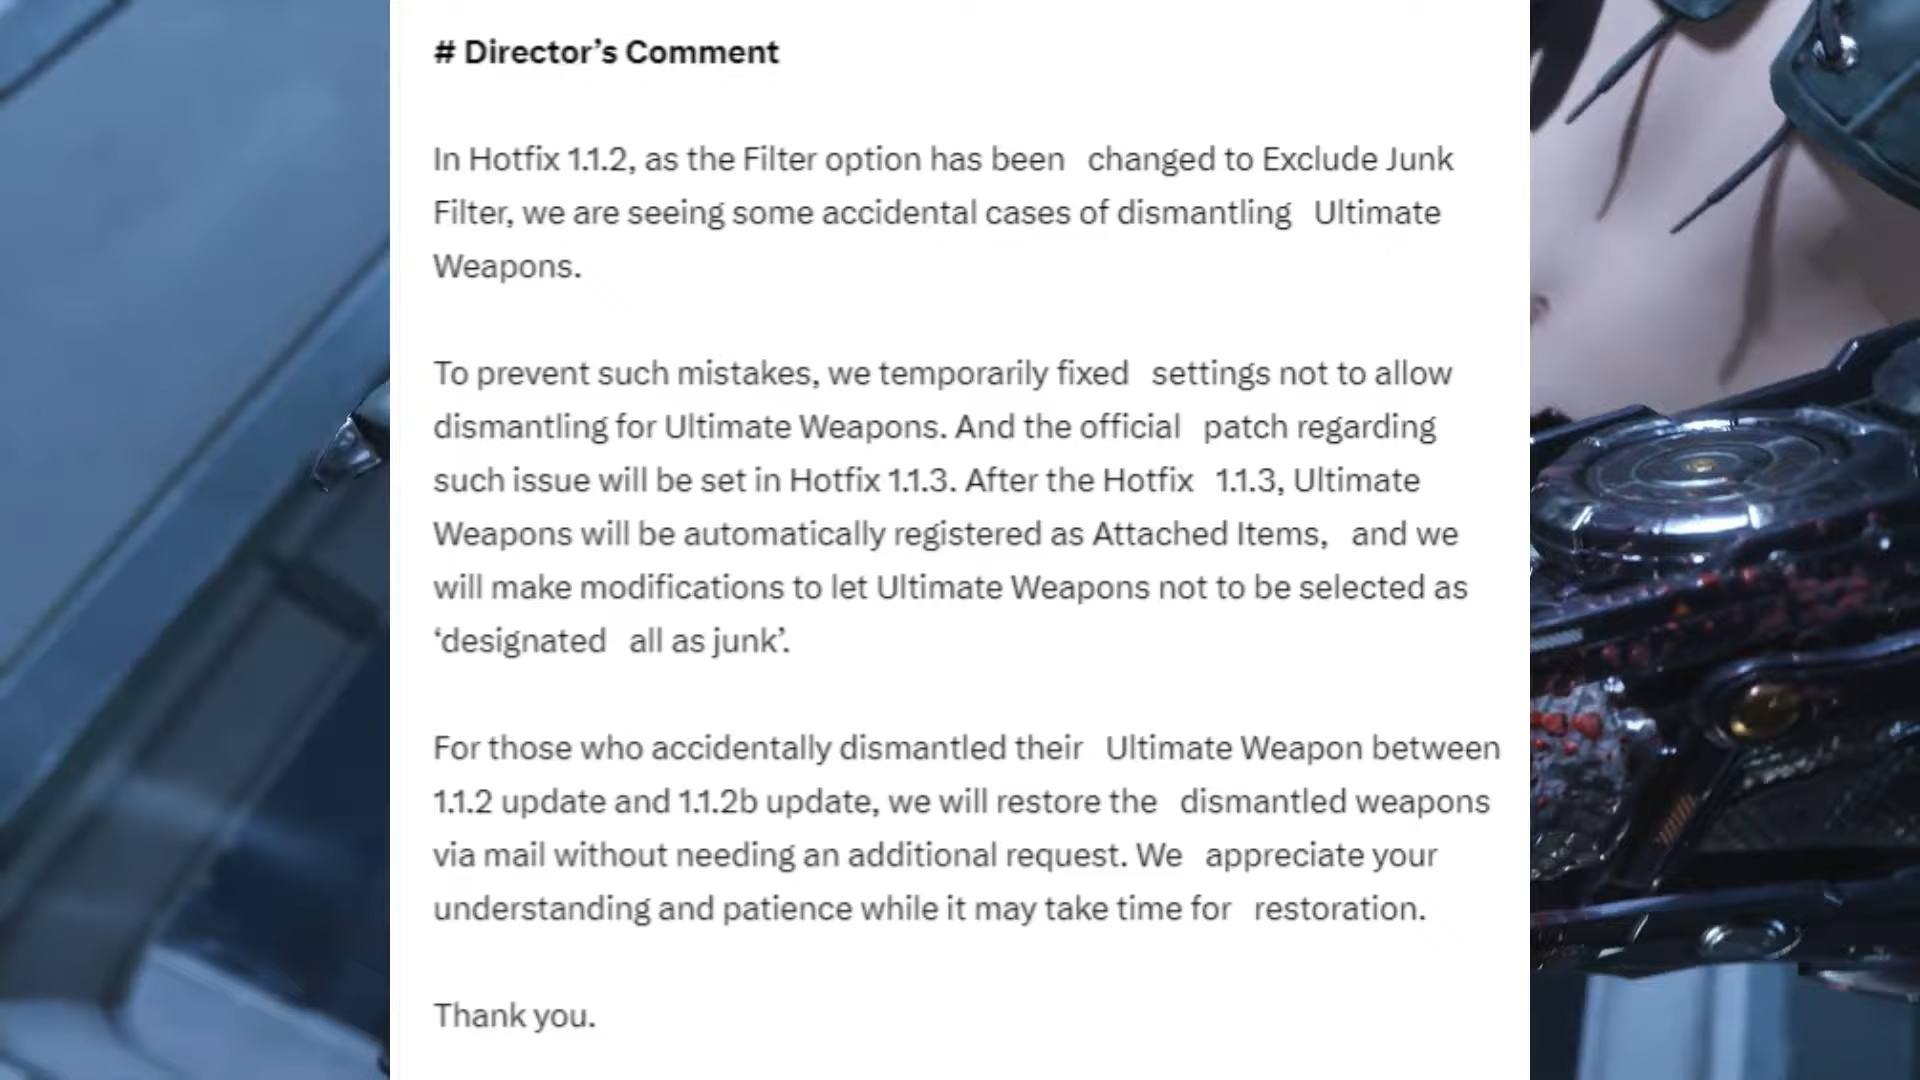 # Director’s Comment
In Hotfix 1.1.2, as the Filter option has been changed to Exclude Junk
Filter, we are seeing some accidental cases of dismantling Ultimate
Weapons.
To prevent such mistakes, we temporarily fixed settings not to allow
dismantling for Ultimate Weapons. And the official patch regarding
such issue will be set in Hotfix 1.1.3. After the Hotfix 1.1.3, Ultimate
Weapons will be automatically registered as Attached Items, and we
will make modifications to let Ultimate Weapons not to be selected as
‘designated all as junk’.
For those who accidentally dismantled their Ultimate Weapon between
1.1.2 update and 1.1.2b update, we will restore the dismantled weapons
via mail without needing an additional request. We appreciate your
understanding and patience while it may take time for restoration.
Thank you.